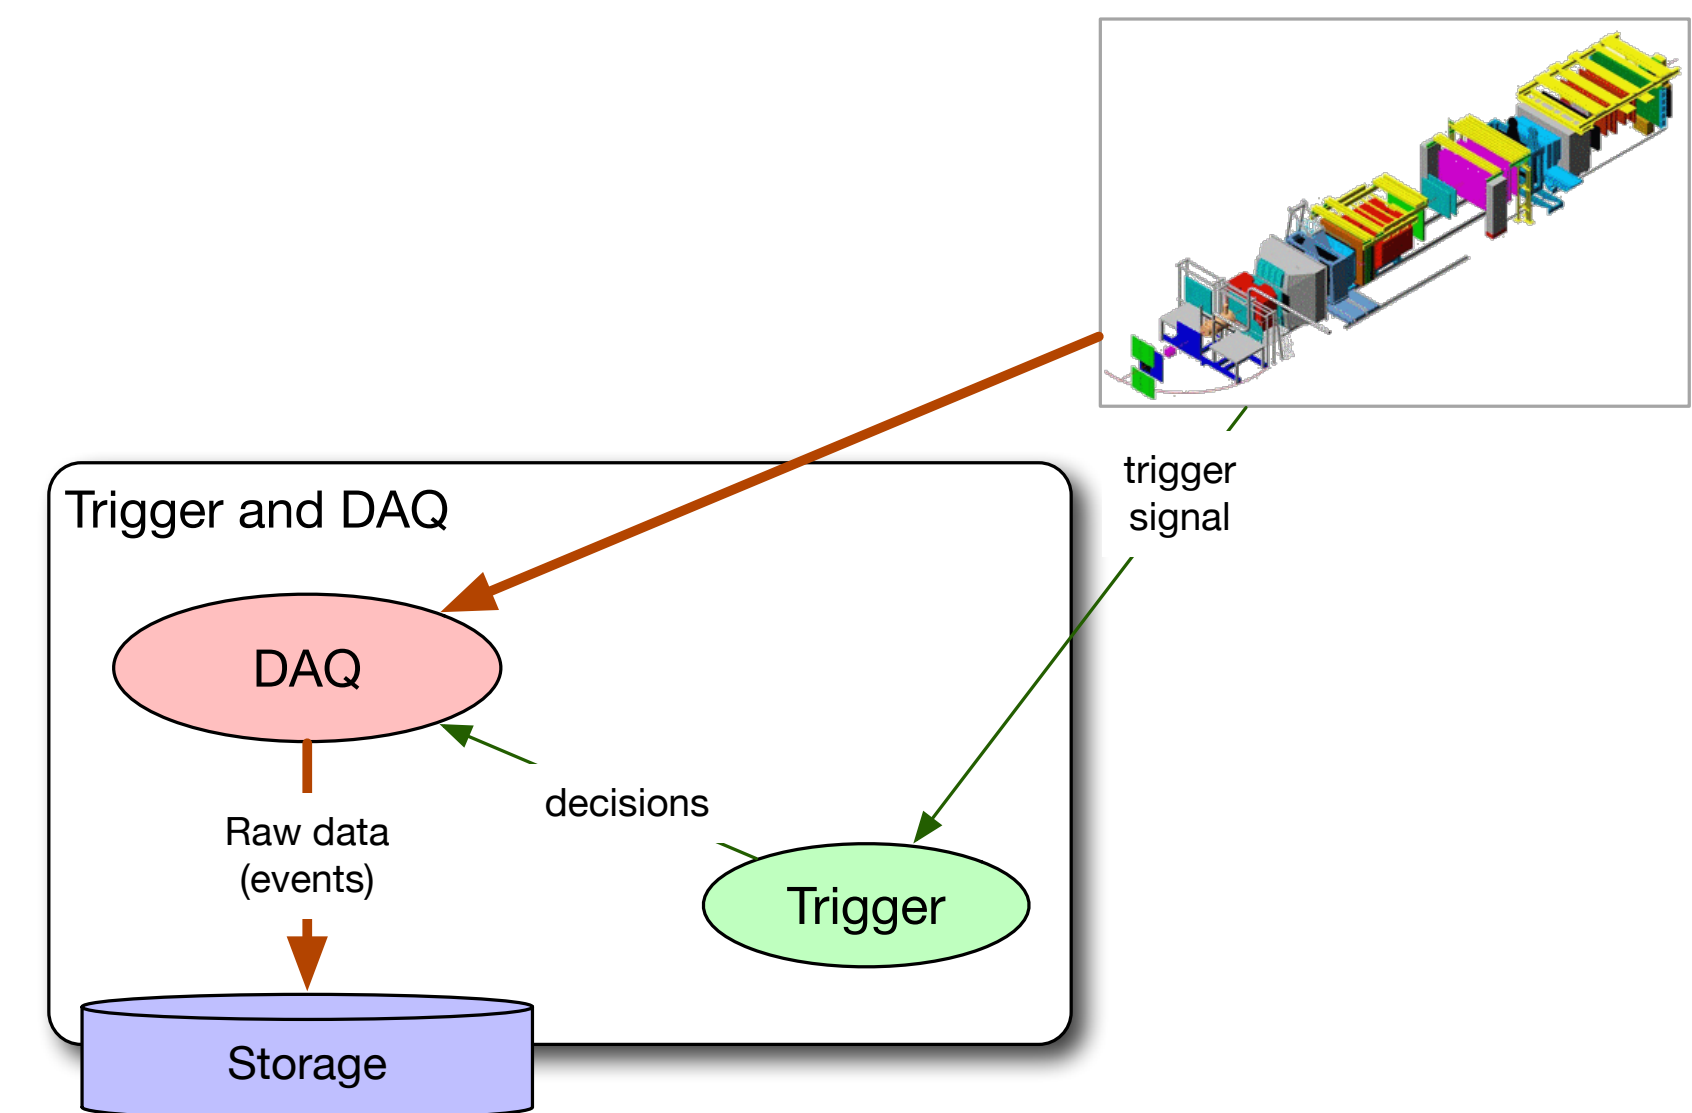 trigger
signal
Trigger and DAQ
DAQ
decisions
Raw data
(events)
Trigger
Storage